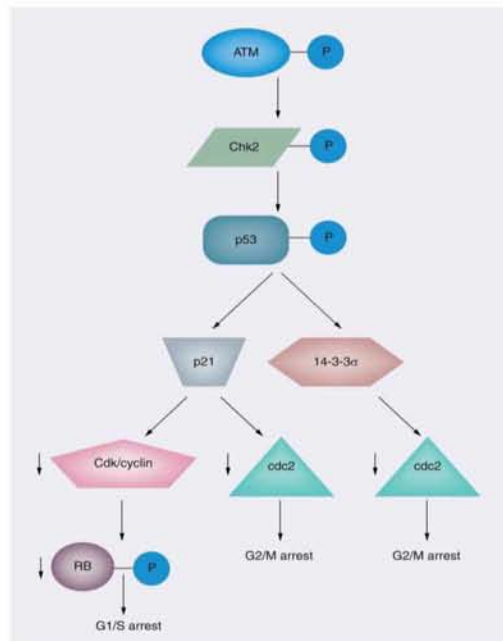 ATM P
Chk2 P
p53 P
p21 14-3-3σ
Cdk/cyclin cdc2 cdc2
RB P G2/M arrest G2/M arrest
G1/S arrest